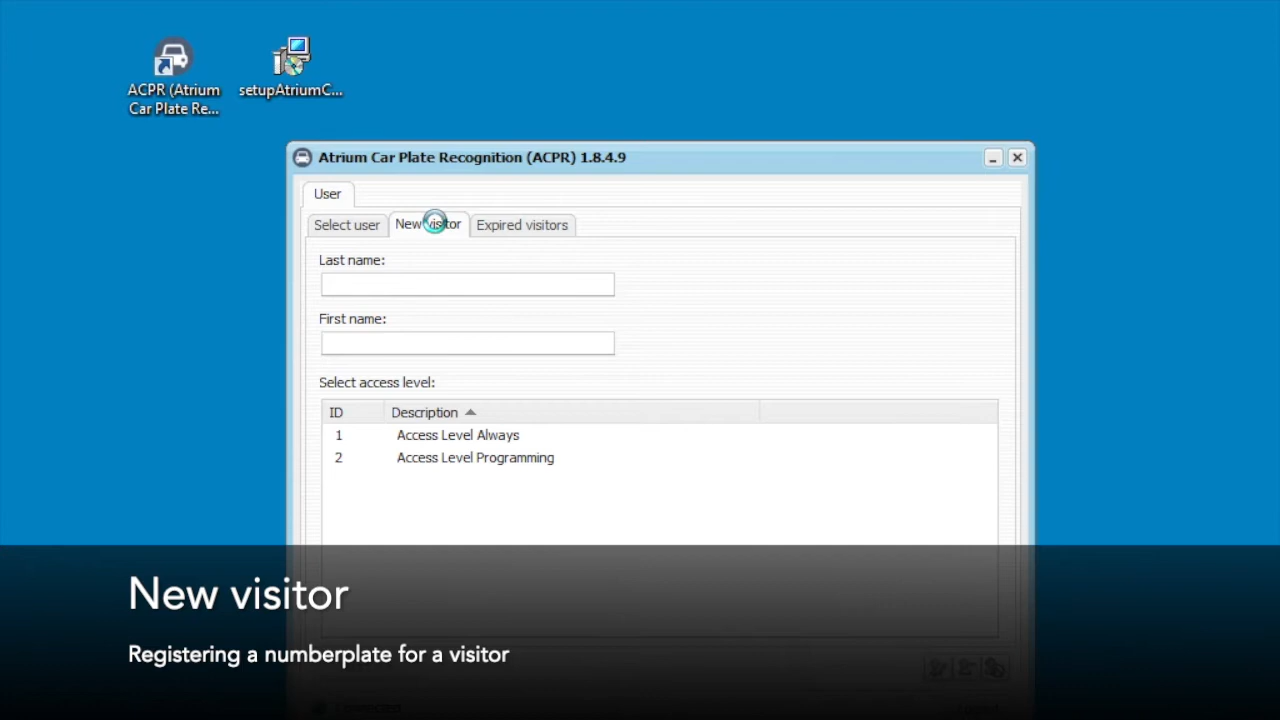 ACPR (Atrium
Car Plate Re...
setupAtriumC...
Atrium Car Plate Recognition (ACPR) 1.8.4.9
User
Select user
New visitor
Expired visitors
Last name:
First name:
Select access level:
ID Description
1 Access Level Always
2 Access Level Programming
New visitor
Registering a numberplate for a visitor
Connected